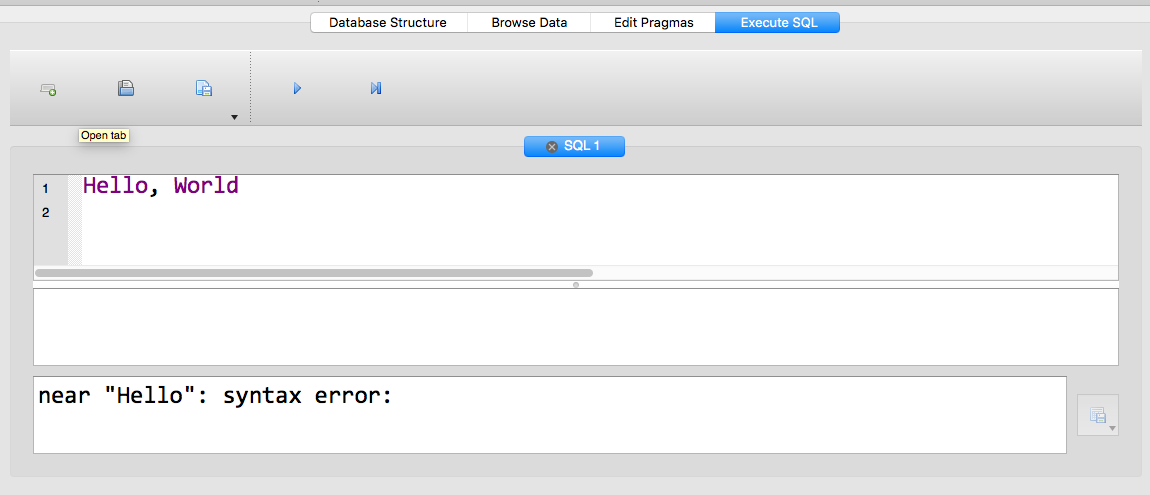 Database Structure Browse Data Edit Pragmas Execute SQL
Open tab
SQL 1
1 Hello, World
2
near "Hello": syntax error: